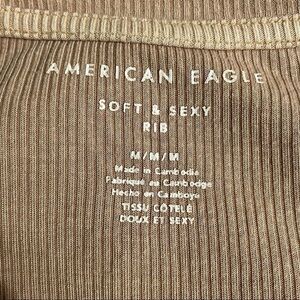 AMERICAN EAGLE
SOFT & SEXY
RIB
M/M/M
Made in Cambodia
Fabriqué au Cambodge
Hecho en Camboya
TISSU CÔTELÉ
DOUX ET SEXY